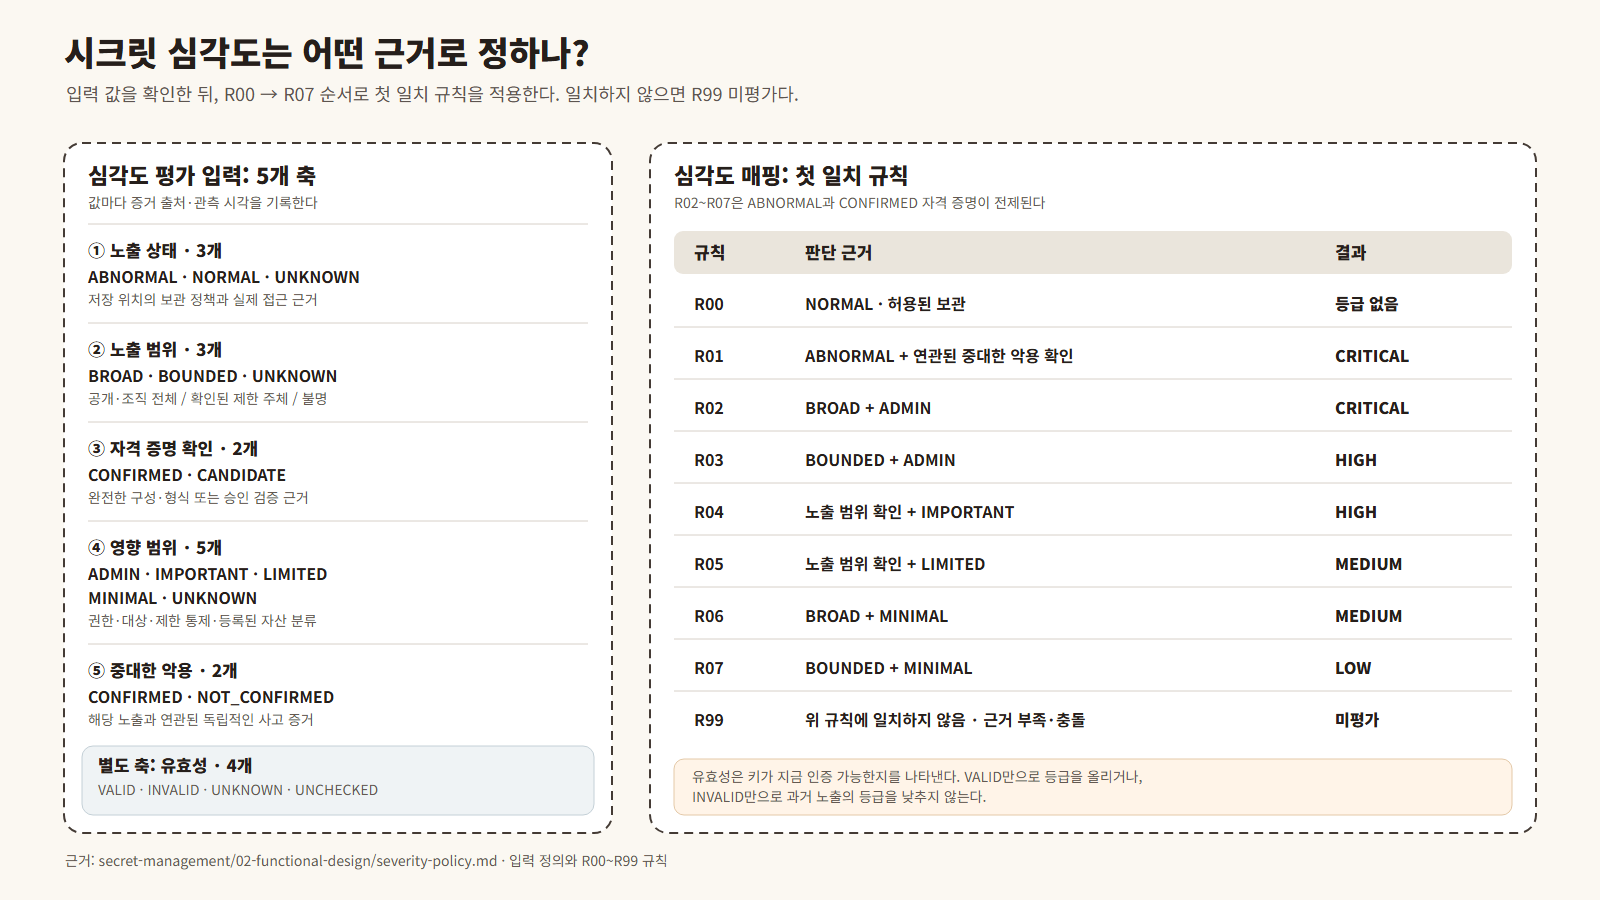 시크릿 심각도는 어떤 근거로 정하나?
입력 값을 확인한 뒤, R00 → R07 순서로 첫 일치 규칙을 적용한다. 일치하지 않으면 R99 미평가다.
심각도 평가 입력: 5개 축
값마다 증거 출처·관측 시각을 기록한다
① 노출 상태 · 3개
ABNORMAL · NORMAL · UNKNOWN
저장 위치의 보관 정책과 실제 접근 근거
② 노출 범위 · 3개
BROAD · BOUNDED · UNKNOWN
공개·조직 전체 / 확인된 제한 주체 / 불명
③ 자격 증명 확인 · 2개
CONFIRMED · CANDIDATE
완전한 구성·형식 또는 승인 검증 근거
④ 영향 범위 · 5개
ADMIN · IMPORTANT · LIMITED
MINIMAL · UNKNOWN
권한·대상·제한 통제·등록된 자산 분류
⑤ 중대한 악용 · 2개
CONFIRMED · NOT_CONFIRMED
해당 노출과 연관된 독립적인 사고 증거
별도 축: 유효성 · 4개
VALID · INVALID · UNKNOWN · UNCHECKED
심각도 매핑: 첫 일치 규칙
R02~R07은 ABNORMAL과 CONFIRMED 자격 증명이 전제된다
규칙 판단 근거 결과
R00 NORMAL · 허용된 보관 등급 없음
R01 ABNORMAL + 연관된 중대한 악용 확인 CRITICAL
R02 BROAD + ADMIN CRITICAL
R03 BOUNDED + ADMIN HIGH
R04 노출 범위 확인 + IMPORTANT HIGH
R05 노출 범위 확인 + LIMITED MEDIUM
R06 BROAD + MINIMAL MEDIUM
R07 BOUNDED + MINIMAL LOW
R99 위 규칙에 일치하지 않음 · 근거 부족·충돌 미평가
유효성은 키가 지금 인증 가능한지를 나타낸다. VALID만으로 등급을 올리거나,
INVALID만으로 과거 노출의 등급을 낮추지 않는다.
근거: secret-management/02-functional-design/severity-policy.md · 입력 정의와 R00~R99 규칙